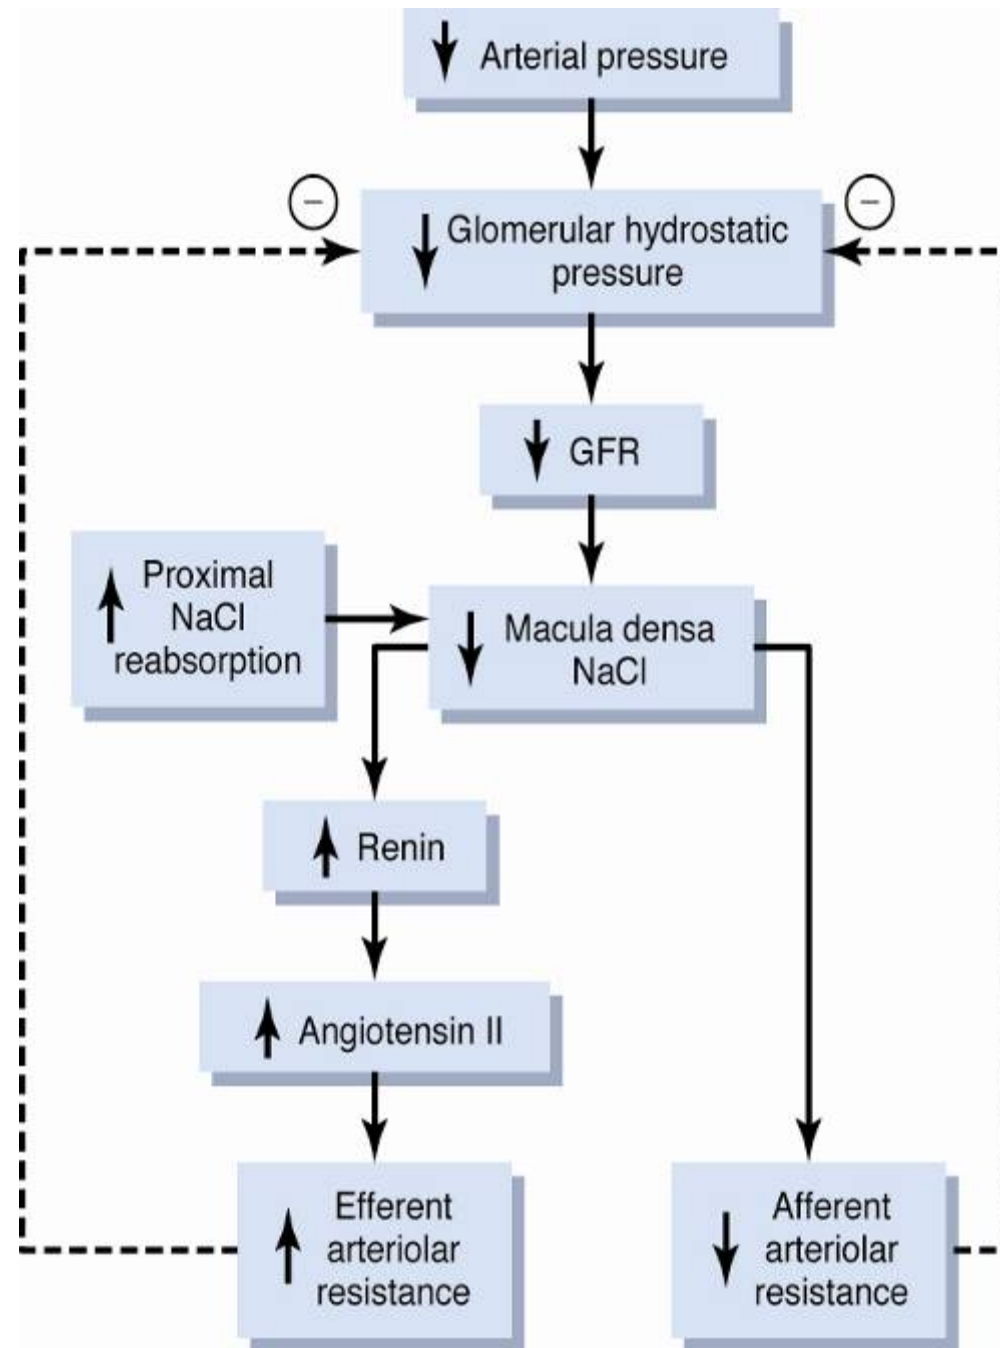 Arterial pressure
−
−
Glomerular hydrostatic
pressure
GFR
Proximal
NaCl
reabsorption
Macula densa
NaCl
Renin
Angiotensin II
Efferent
arteriolar
resistance
Afferent
arteriolar
resistance